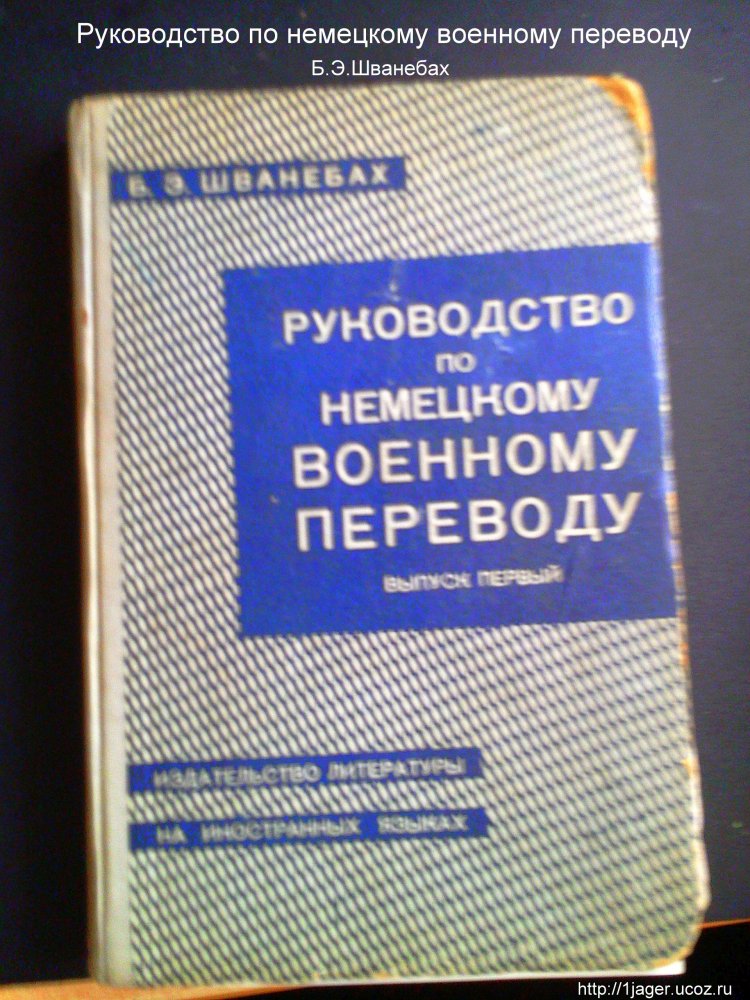 Руководство по немецкому военному переводу
Б.Э.Шванебах
Б. Э. ШВАНЕБАХ
РУКОВОДСТВО
ПО
НЕМЕЦКОМУ
ВОЕННОМУ
ПЕРЕВОДУ
ВЫПУСК ПЕРВЫЙ
ИЗДАТЕЛЬСТВО ЛИТЕРАТУРЫ
НА ИНОСТРАННЫХ ЯЗЫКАХ
http://1jager.ucoz.ru